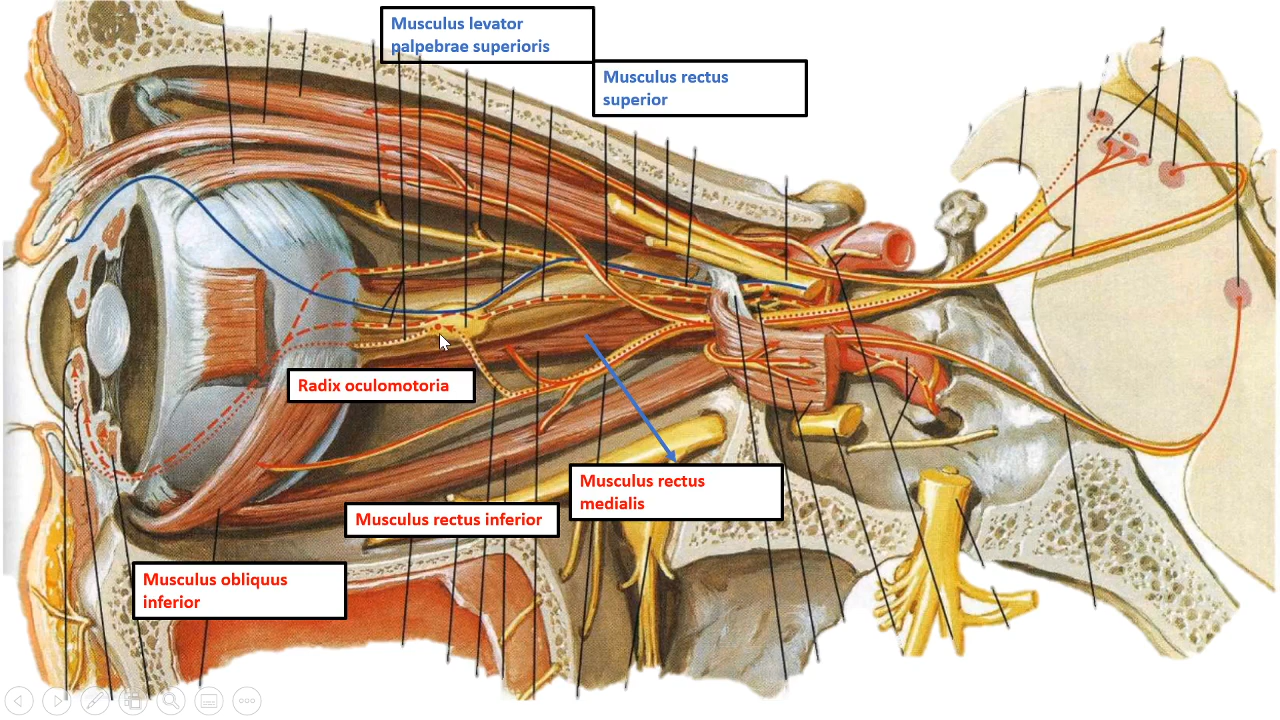 Musculus levator
palpebrae superioris
Musculus rectus
superior
Radix oculomotoria
Musculus rectus
medialis
Musculus rectus inferior
Musculus obliquus
inferior